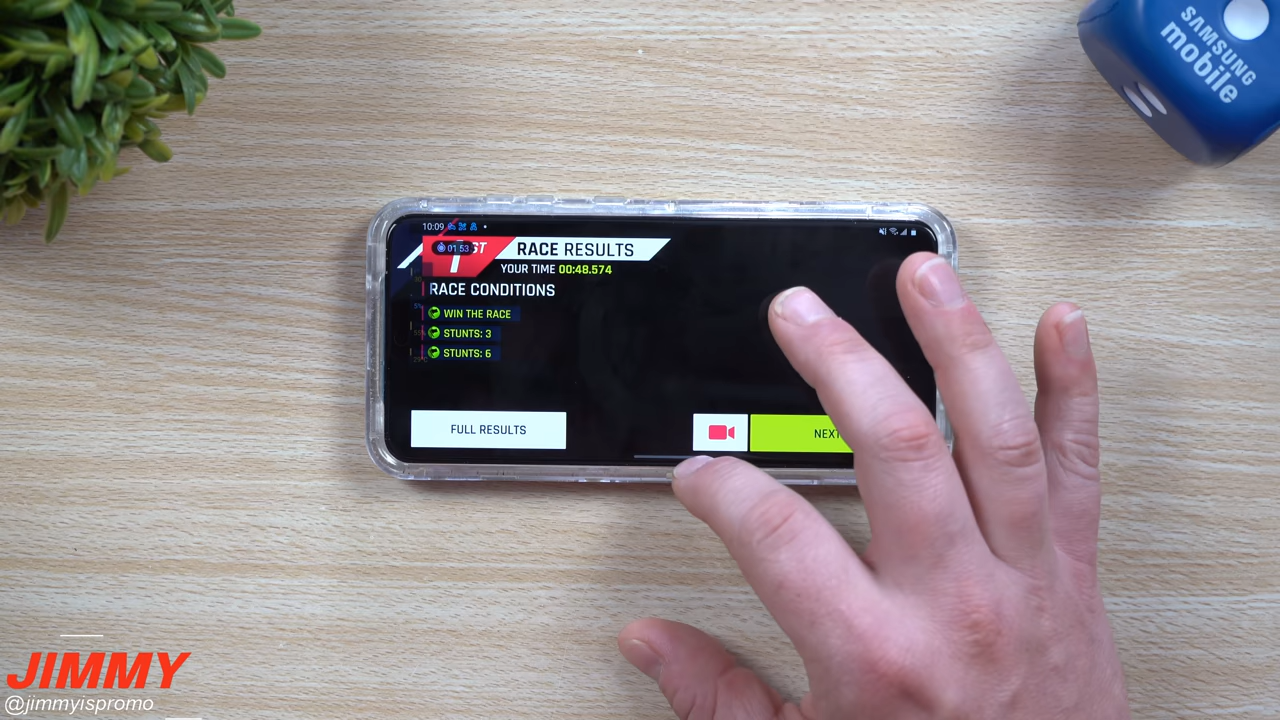 SAMSUNG
mobile
10:09
01:53
1ST
RACE RESULTS
YOUR TIME 00:48.574
RACE CONDITIONS
WIN THE RACE
STUNTS: 3
STUNTS: 6
FULL RESULTS
NEXT
JIMMY
@jimmyispromo